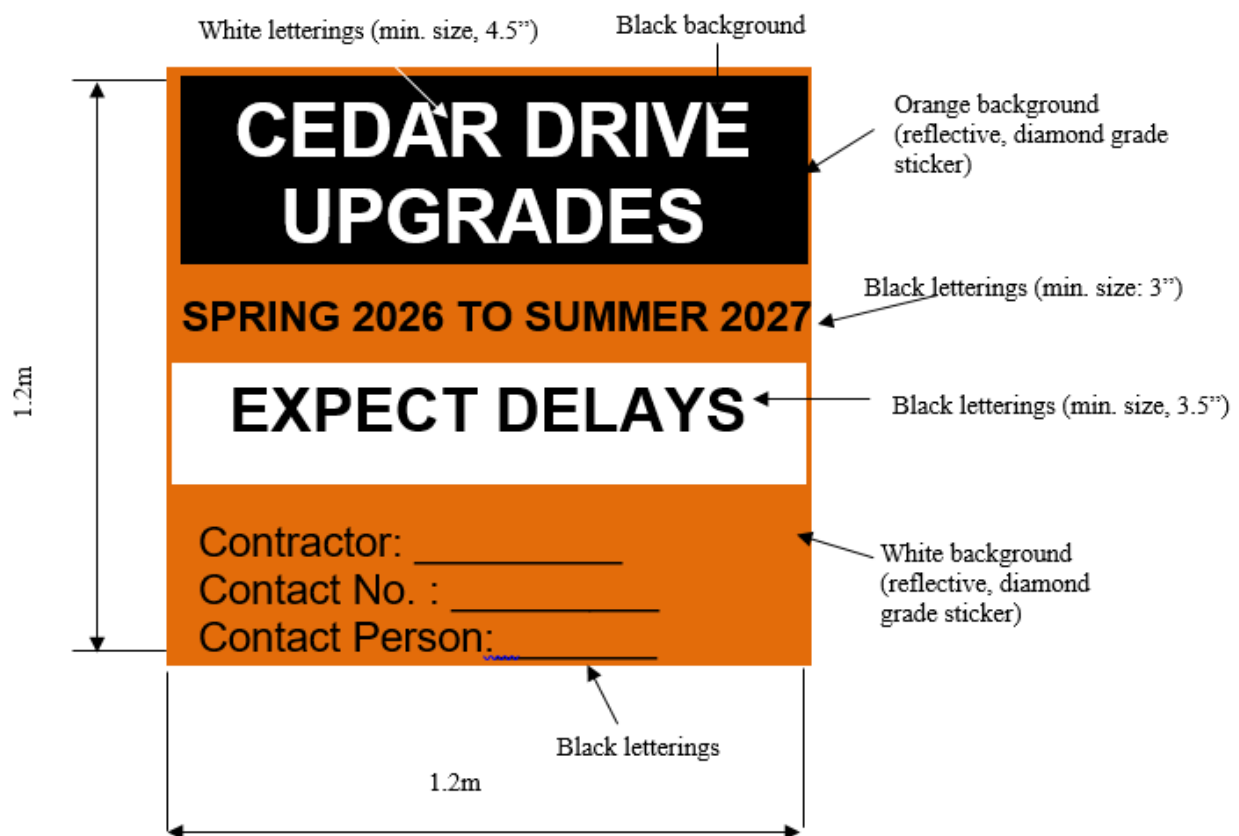 White letterings (min. size, 4.5”)
Black background
CEDAR DRIVE
UPGRADES
Orange background
(reflective, diamond grade
sticker)
SPRING 2026 TO SUMMER 2027
Black letterings (min. size: 3”)
1.2m
EXPECT DELAYS
Black letterings (min. size, 3.5”)
Contractor: __________
Contact No. : __________
Contact Person:________
White background
(reflective, diamond
grade sticker)
Black letterings
1.2m